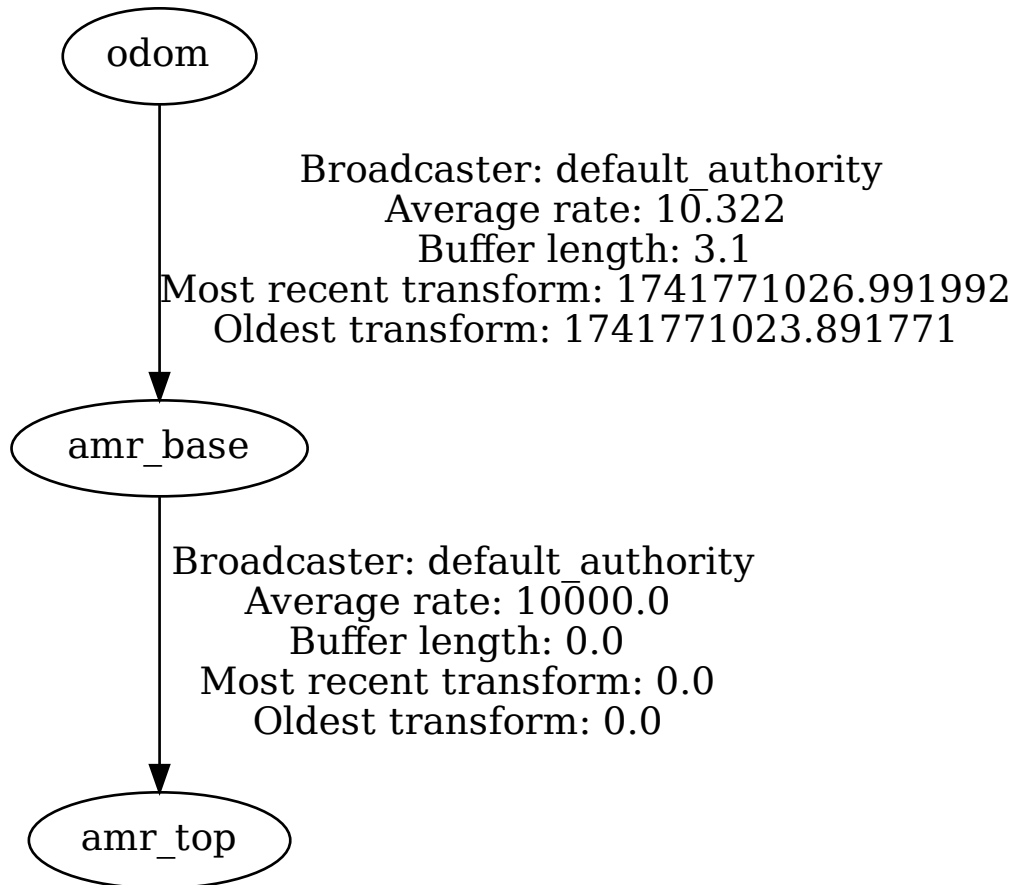 odom
Broadcaster: default_authority
Average rate: 10.322
Buffer length: 3.1
Most recent transform: 1741771026.991992
Oldest transform: 1741771023.891771
amr_base
Broadcaster: default_authority
Average rate: 10000.0
Buffer length: 0.0
Most recent transform: 0.0
Oldest transform: 0.0
amr_top